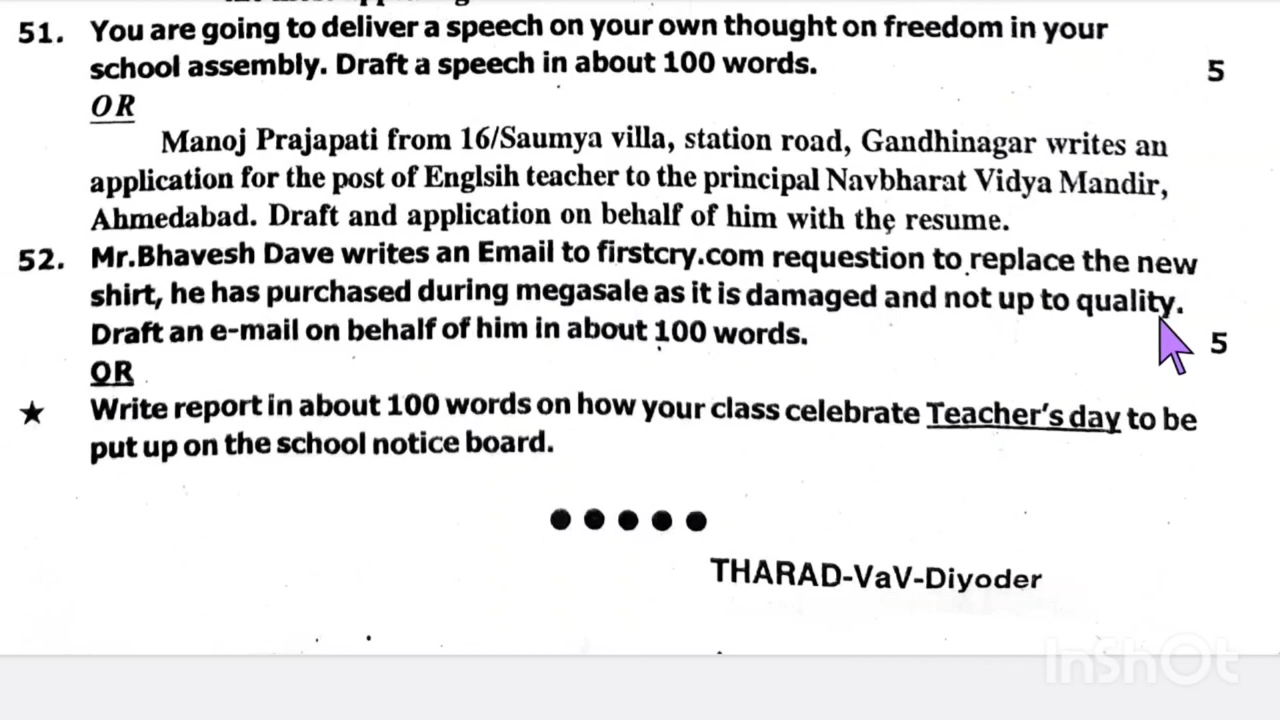 51. You are going to deliver a speech on your own thought on freedom in your
school assembly. Draft a speech in about 100 words. 5
OR
Manoj Prajapati from 16/Saumya villa, station road, Gandhinagar writes an
application for the post of Englsih teacher to the principal Navbharat Vidya Mandir,
Ahmedabad. Draft and application on behalf of him with the resume.
52. Mr.Bhavesh Dave writes an Email to firstcry.com requestion to replace the new
shirt, he has purchased during megasale as it is damaged and not up to quality.
Draft an e-mail on behalf of him in about 100 words. 5
OR
★ Write report in about 100 words on how your class celebrate Teacher's day to be
put up on the school notice board.
THARAD-VaV-Diyoder
InShOt